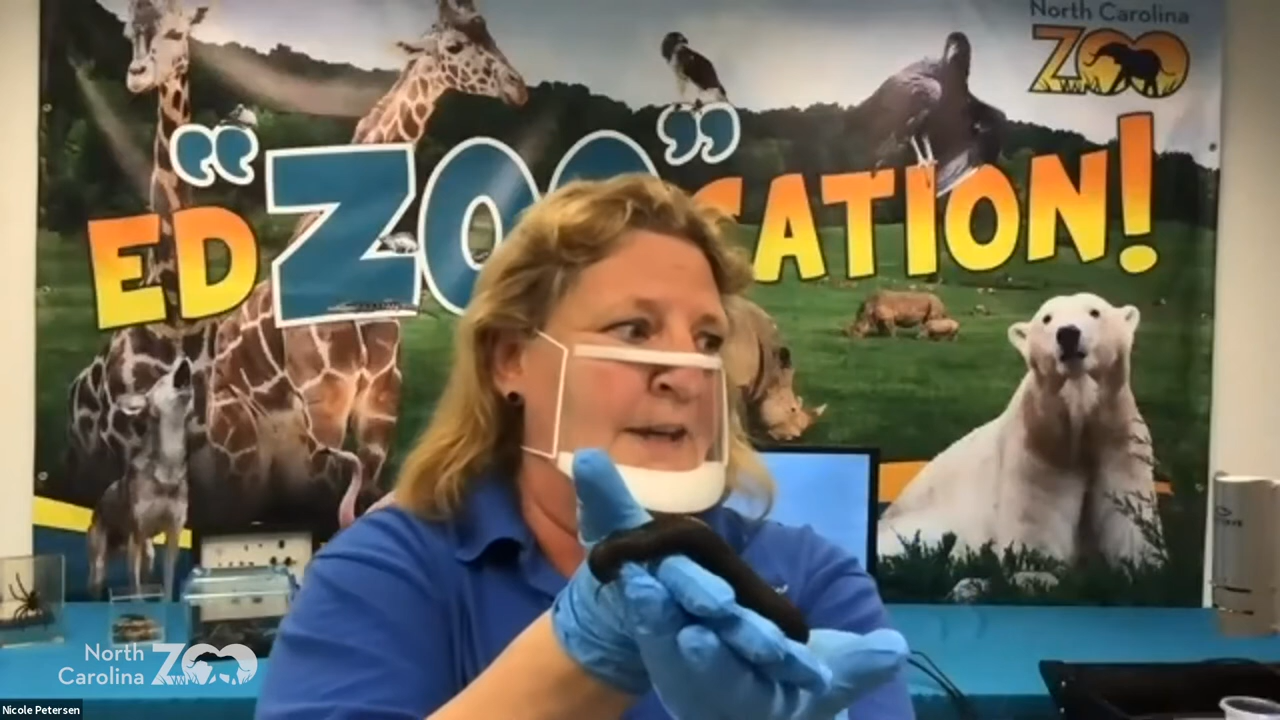 North Carolina
ZOO
ED"ZOO"CATION!
North
Carolina ZOO
Nicole Petersen